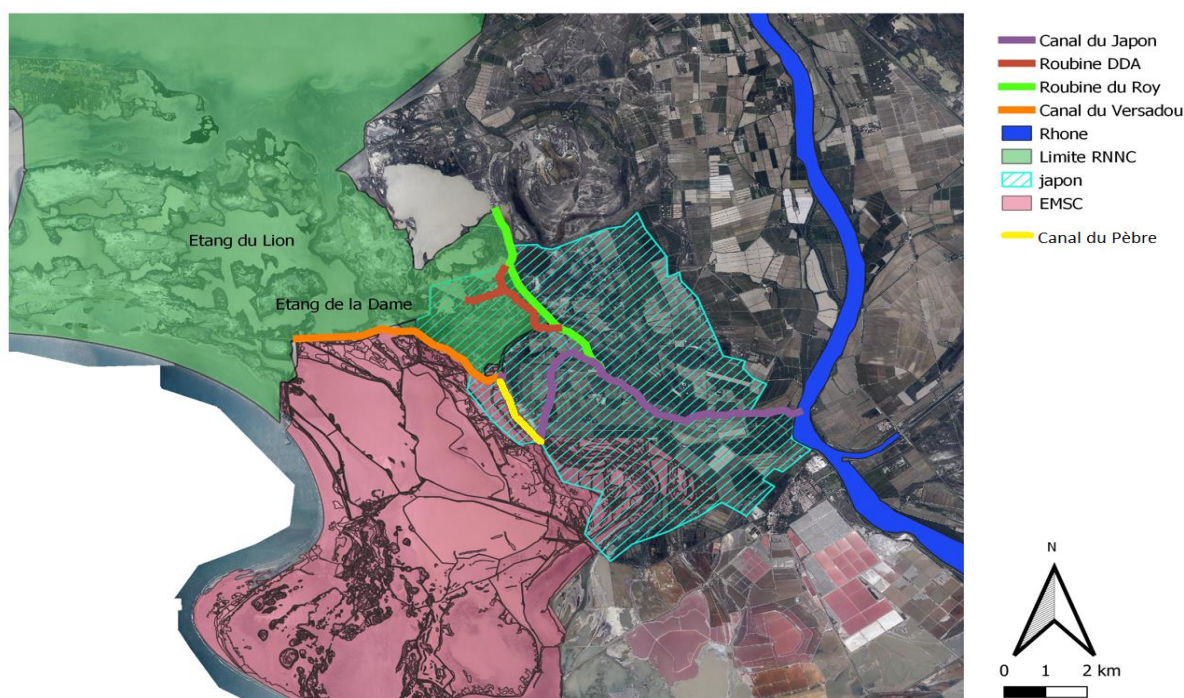 Canal du Japon
Roubine DDA
Roubine du Roy
Canal du Versadou
Rhone
Limite RNNC
japon
EMSC
Canal du Pèbre
Etang du Lion
Etang de la Dame
N
0 1 2 km